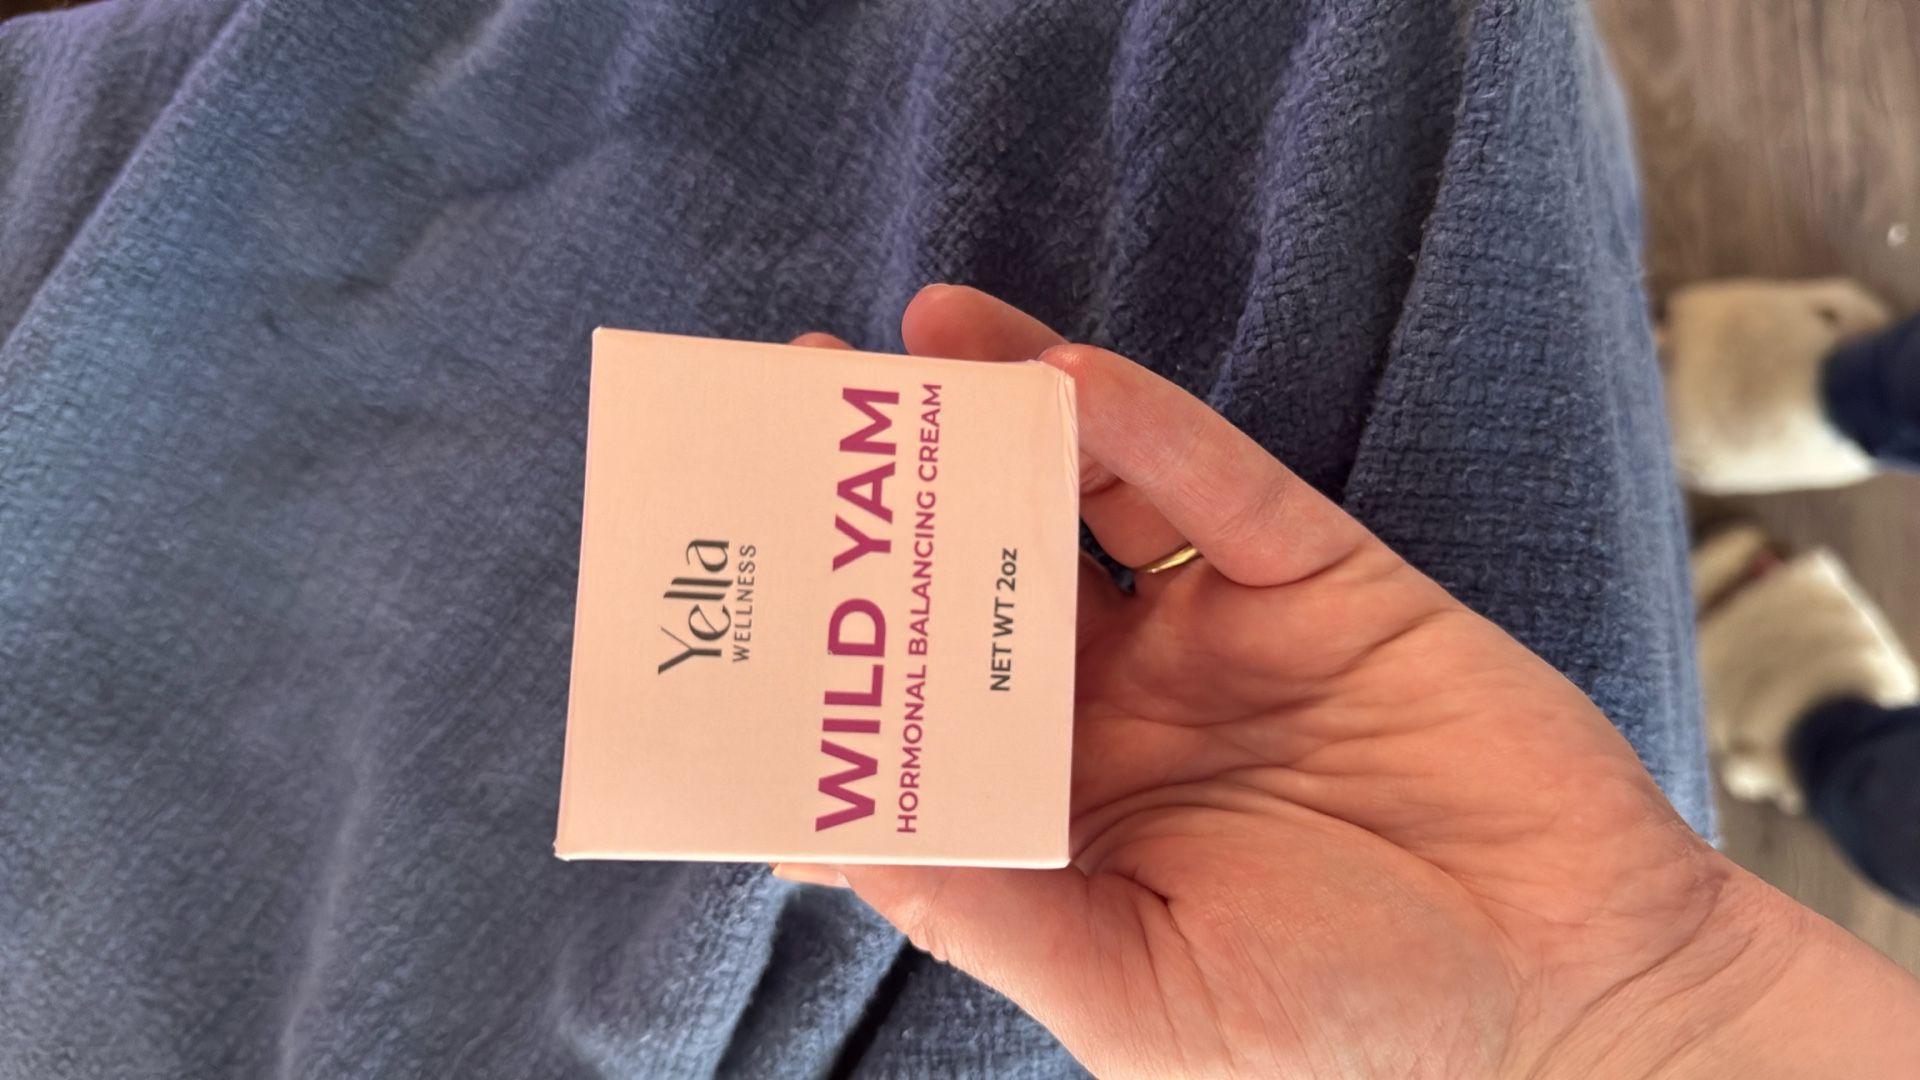 Yella
WELLNESS
WILD YAM
HORMONAL BALANCING CREAM
NET WT 2oz